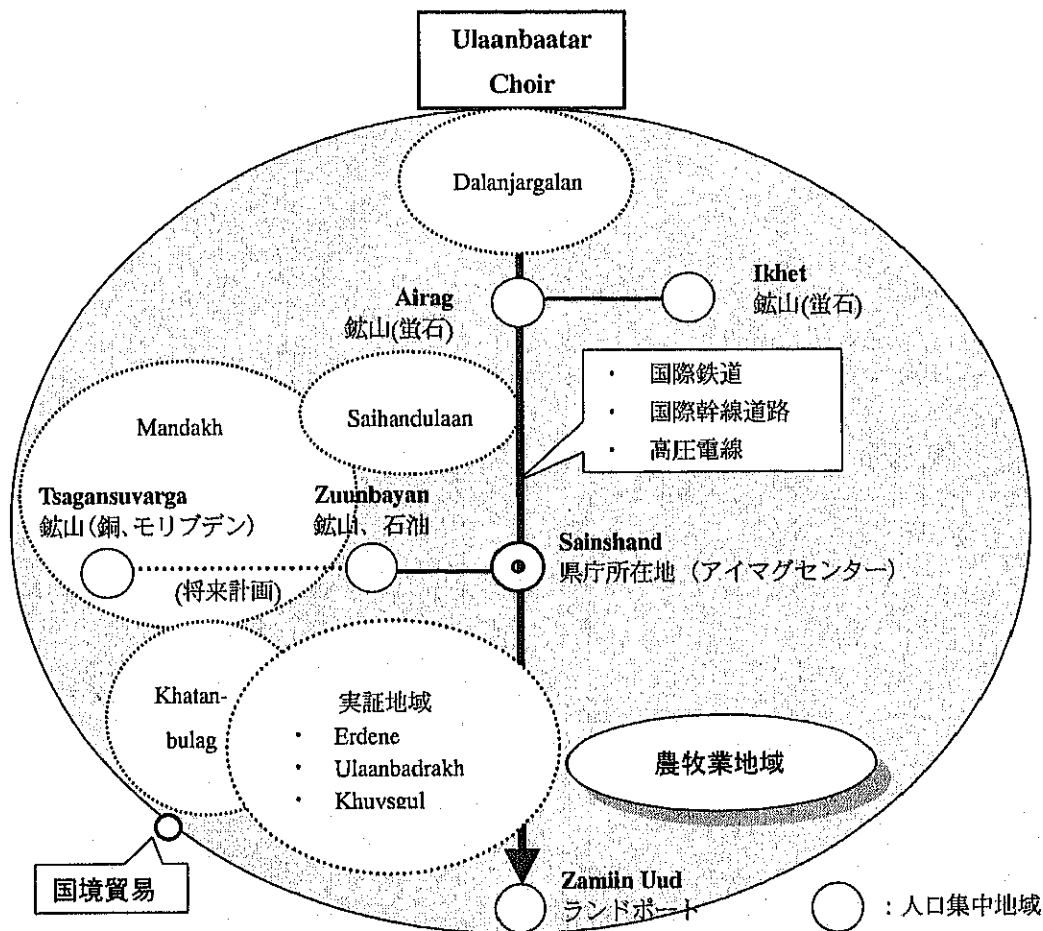 Ulaanbaatar
Choir
Dalanjargalan
Airag
鉱山(蛍石)
Ikhet
鉱山(蛍石)
・ 国際鉄道
・ 国際幹線道路
・ 高圧電線
Mandakh
Saihandulaan
Tsagansuvarga
鉱山(銅、モリブデン)
Zuunbayan
鉱山、石油
(将来計画)
Sainshand
県庁所在地 (アイマグセンター)
Khatan-
bulag
実証地域
・ Erdene
・ Ulaanbadrakh
・ Khuvsgul
農牧業地域
国境貿易
Zamiin Uud
ランドポート
：人口集中地域